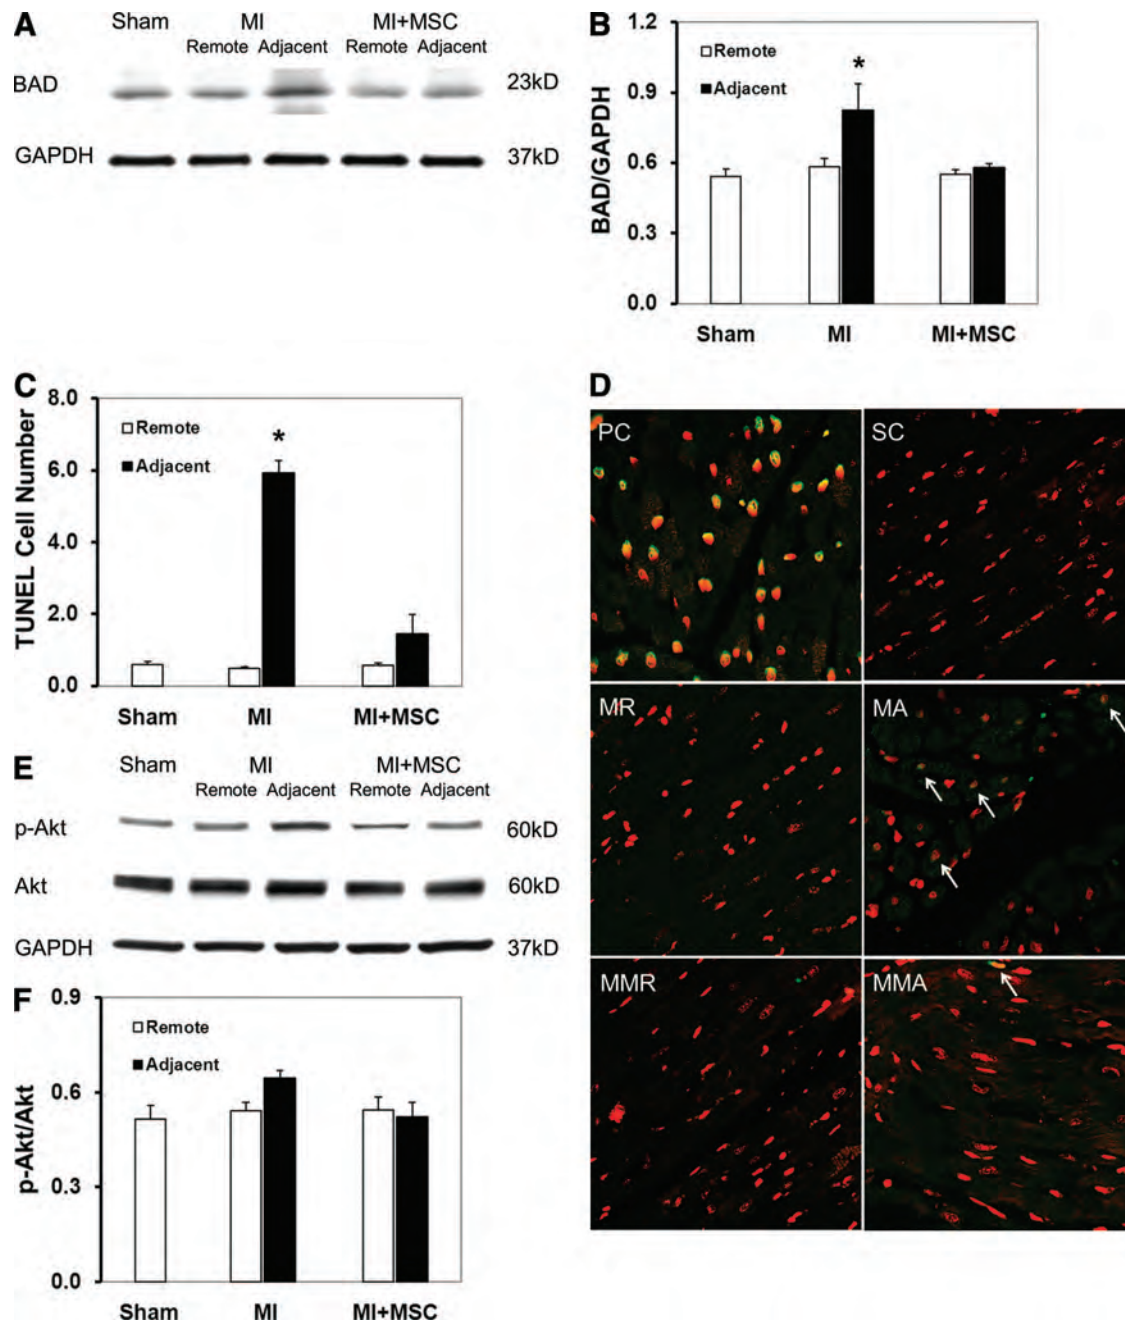 A
Sham MI MI+MSC
Remote Adjacent Remote Adjacent
BAD 23kD
GAPDH 37kD
B
1.2
0.9
0.6
0.3
0.0
BAD/GAPDH
Remote
Adjacent
*
Sham MI MI+MSC
C
8.0
6.0
4.0
2.0
0.0
TUNEL Cell Number
Remote
Adjacent
*
Sham MI MI+MSC
D
PC SC
MR MA
MMR MMA
E
Sham MI MI+MSC
Remote Adjacent Remote Adjacent
p-Akt 60kD
Akt 60kD
GAPDH 37kD
F
0.9
0.6
0.3
0.0
p-Akt/Akt
Remote
Adjacent
Sham MI MI+MSC